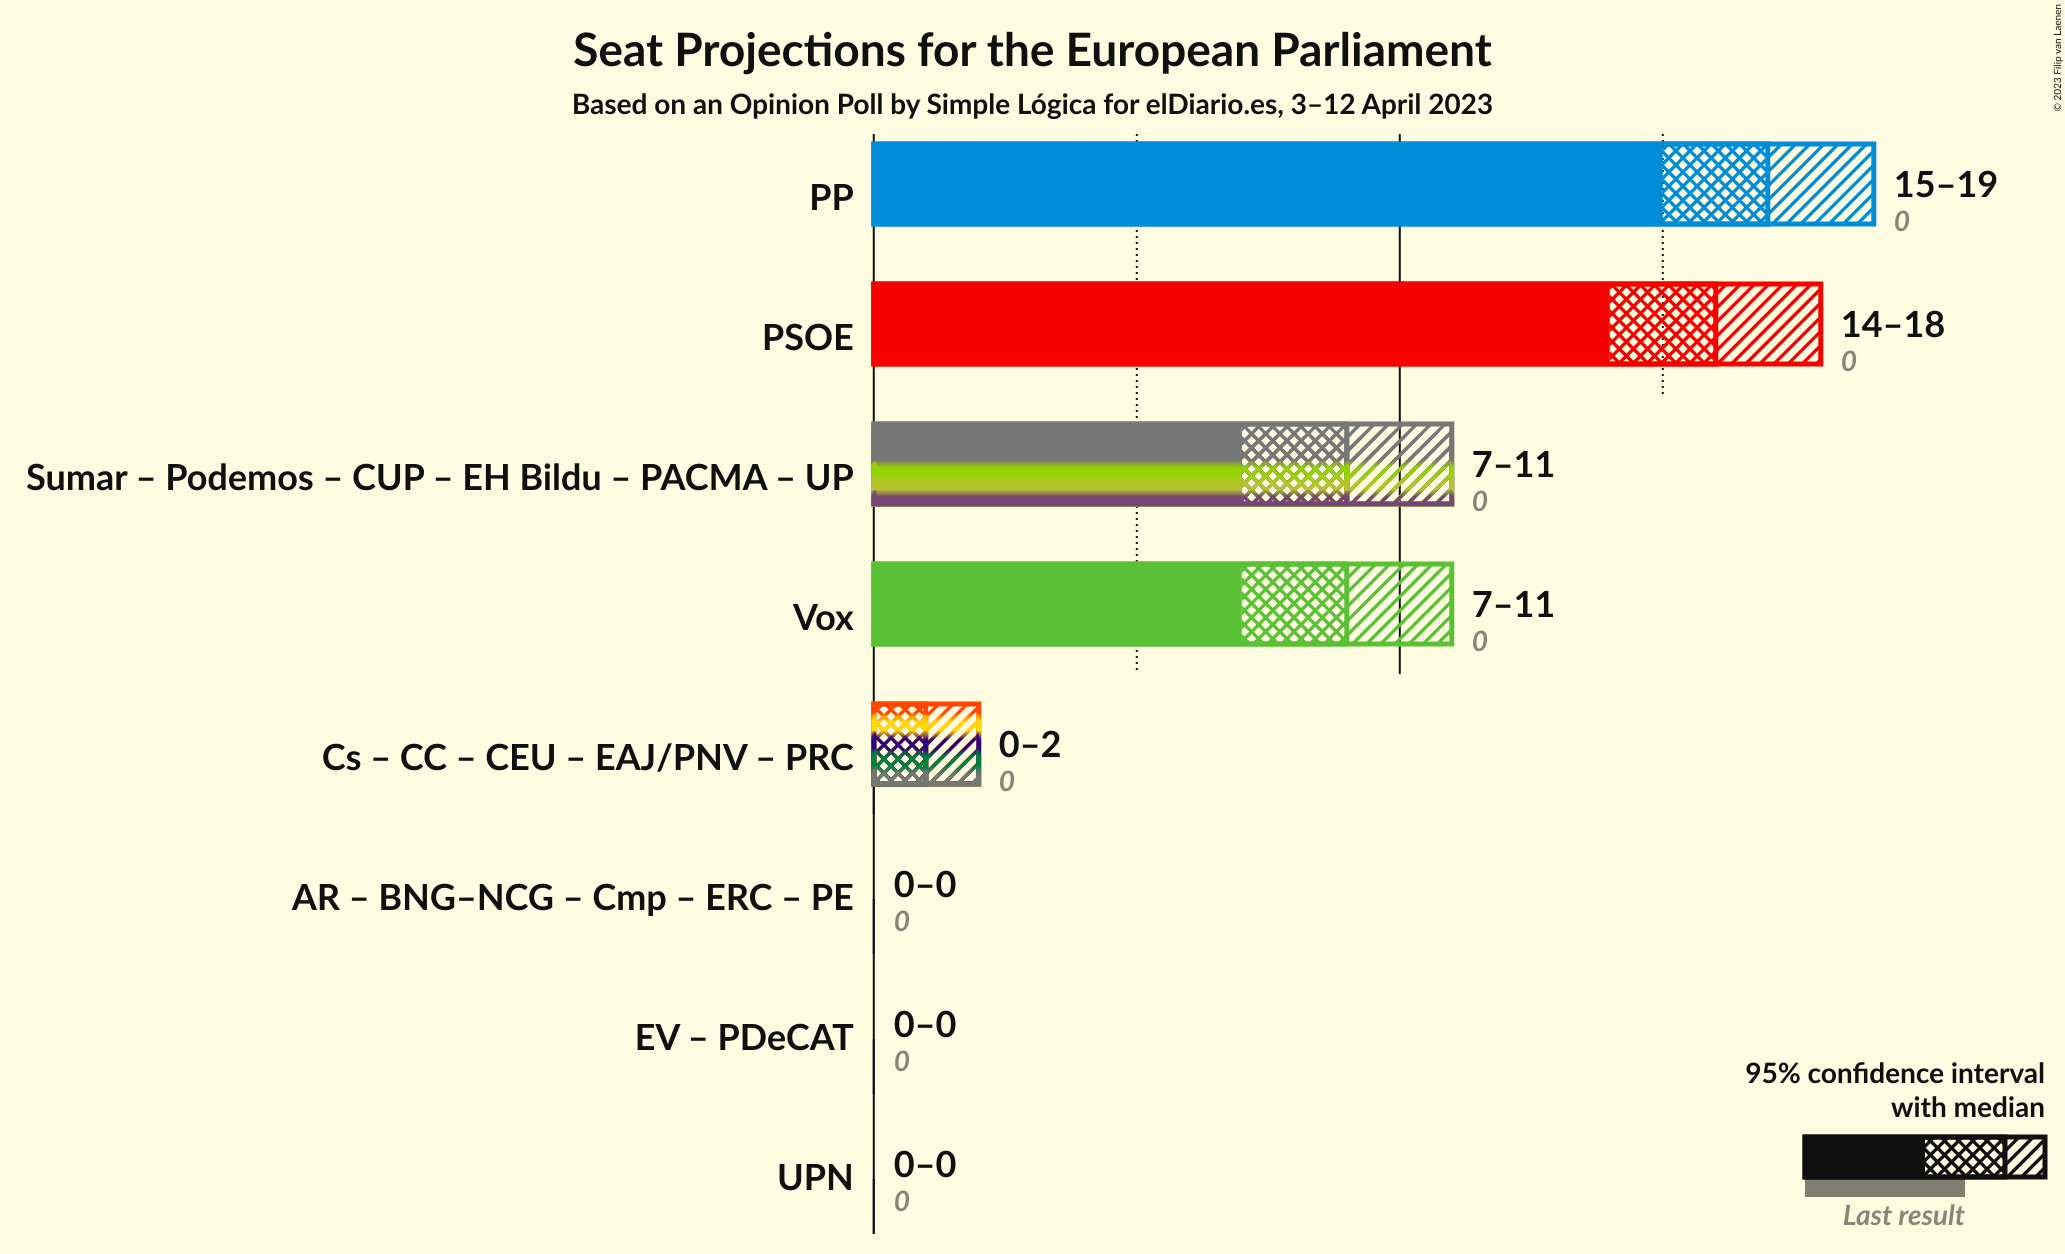 Seat Projections for the European Parliament
Based on an Opinion Poll by Simple Lógica for elDiario.es, 3–12 April 2023
© 2023 Filip van Laenen
PP
15–19
0
PSOE
14–18
0
Sumar – Podemos – CUP – EH Bildu – PACMA – UP
7–11
0
Vox
7–11
0
Cs – CC – CEU – EAJ/PNV – PRC
0–2
0
AR – BNG–NCG – Cmp – ERC – PE
0–0
0
EV – PDeCAT
0–0
0
UPN
0–0
0
95% confidence interval
with median
Last result